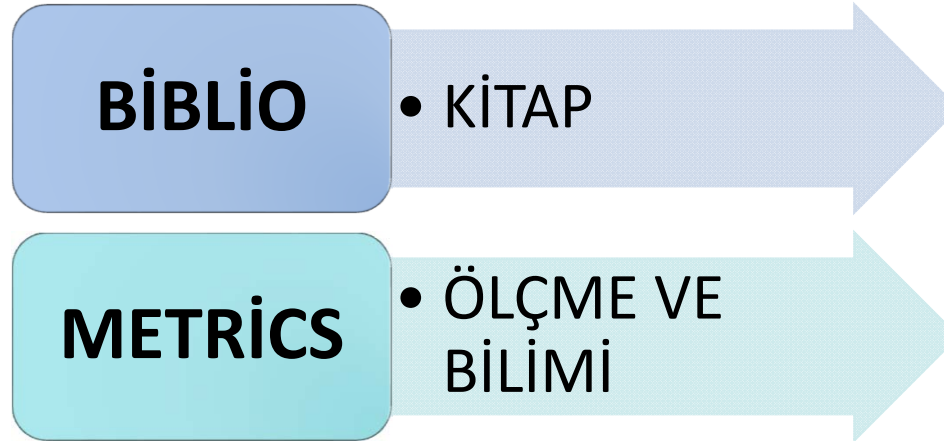 BİBLİO
• KİTAP
METRİCS
• ÖLÇME VE
BİLİMİ